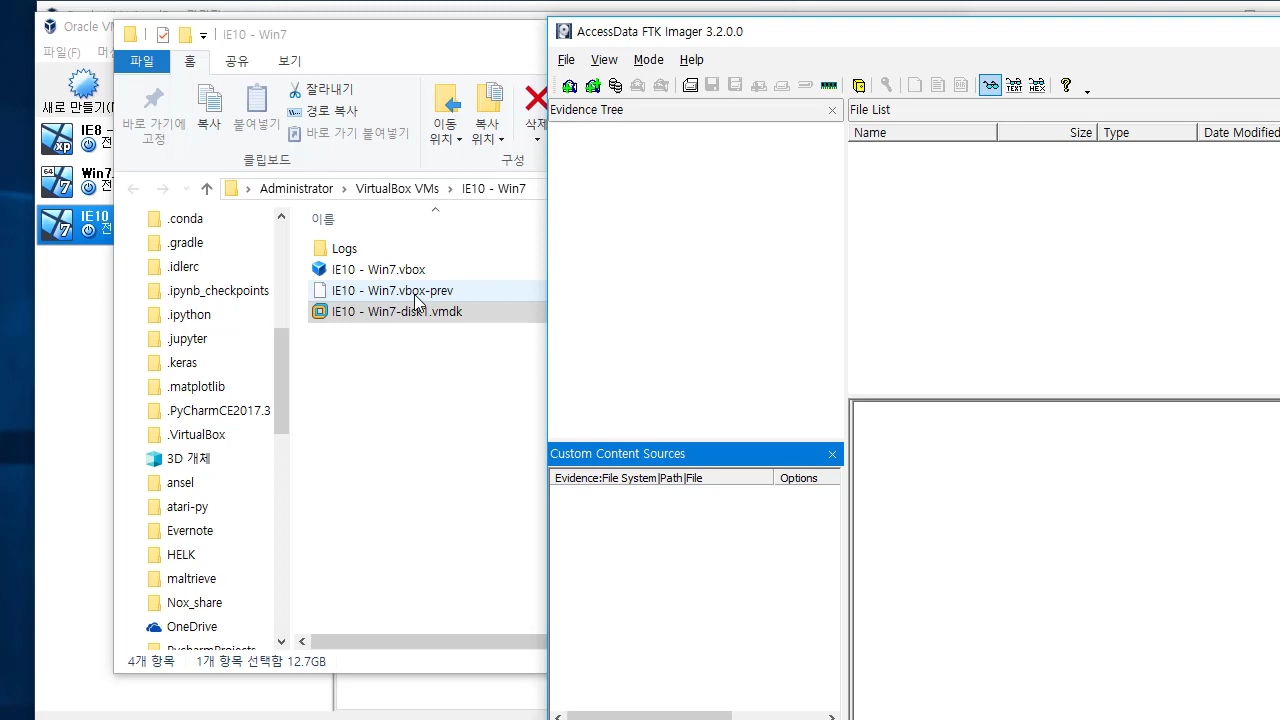 Oracle VM
파일(F)
새로 만들기(
IE8 -
xp
Win7
64
7
IE10
7
IE10 - Win7
파일
홈
공유
보기
바로 가기에
고정
복사
붙여넣기
잘라내기
경로 복사
바로 가기 붙여넣기
클립보드
이동
위치
복사
위치
삭제
구성
Administrator
VirtualBox VMs
IE10 - Win7
.conda
.gradle
.idlerc
.ipynb_checkpoints
.ipython
.jupyter
.keras
.matplotlib
.PyCharmCE2017.3
.VirtualBox
3D 개체
ansel
atari-py
Evernote
HELK
maltrieve
Nox_share
OneDrive
PycharmProjects
이름
Logs
IE10 - Win7.vbox
IE10 - Win7.vbox-prev
IE10 - Win7-disk1.vmdk
4개 항목
1개 항목 선택함 12.7GB
AccessData FTK Imager 3.2.0.0
File View Mode Help
TEXT
HEX
Evidence Tree
File List
Name
Size
Type
Date Modified
Custom Content Sources
Evidence:File System|Path|File
Options